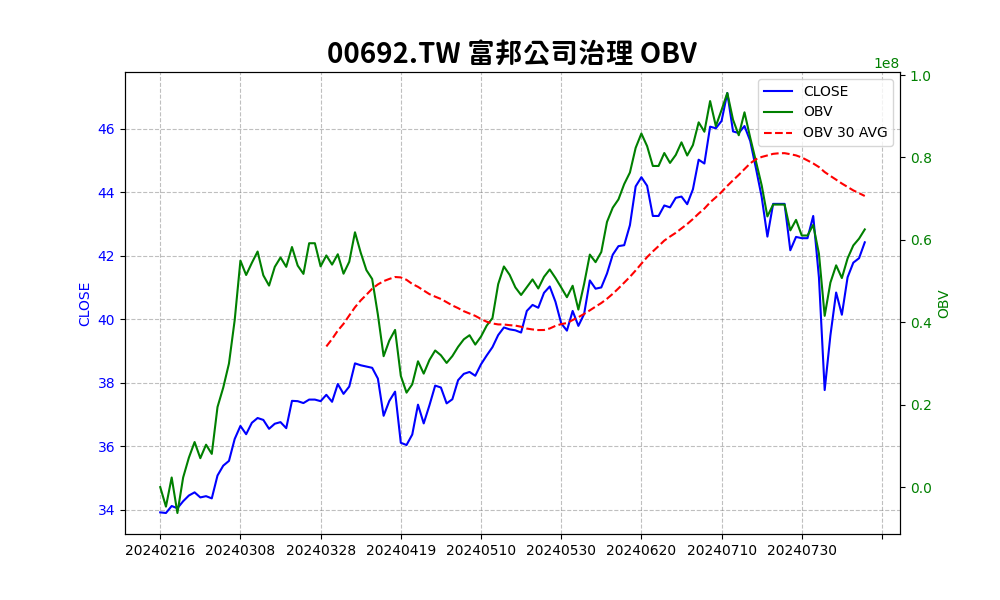 00692.TW 富邦公司治理 OBV
1e8
CLOSE
OBV
OBV 30 AVG
CLOSE
46
44
42
40
38
36
34
1.0
0.8
0.6
0.4
0.2
0.0
OBV
20240216 20240308 20240328 20240419 20240510 20240530 20240620 20240710 20240730